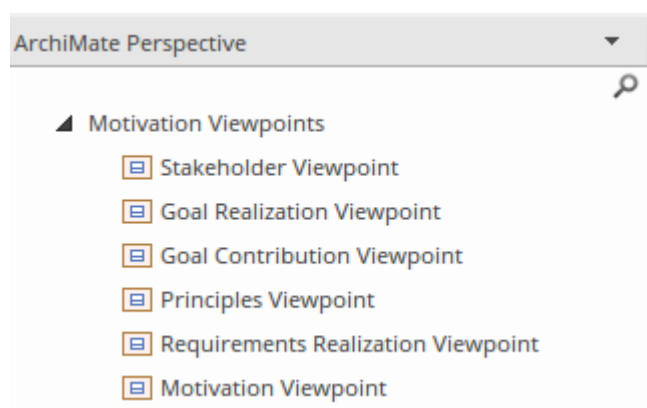 ArchiMate Perspective
Motivation Viewpoints
Stakeholder Viewpoint
Goal Realization Viewpoint
Goal Contribution Viewpoint
Principles Viewpoint
Requirements Realization Viewpoint
Motivation Viewpoint